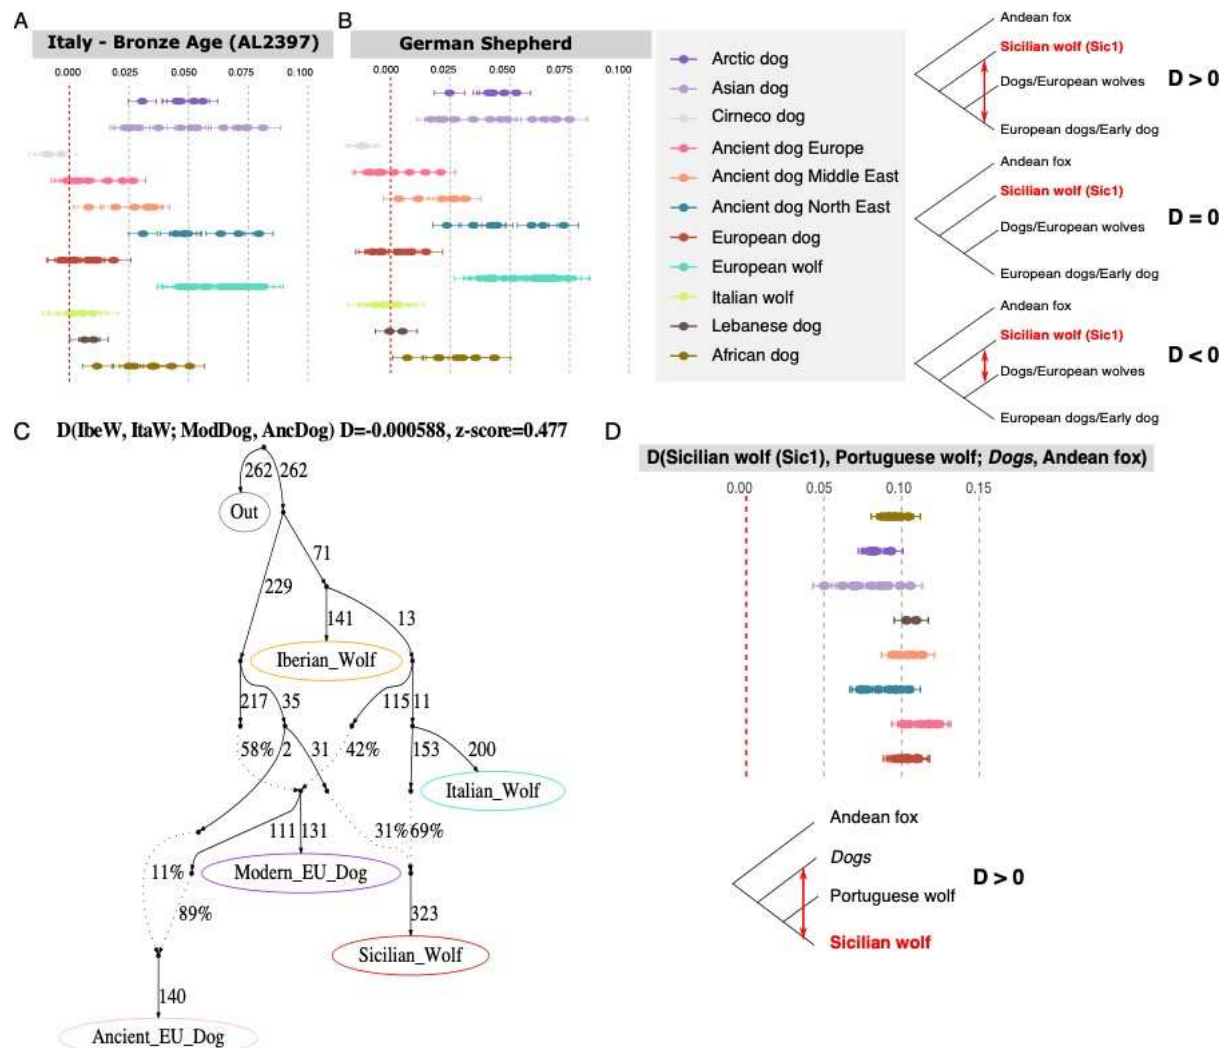 A
Italy - Bronze Age (AL2397)
0.000 0.025 0.050 0.075 0.100
B
German Shepherd
0.000 0.025 0.050 0.075 0.100
Arctic dog
Asian dog
Cirneco dog
Ancient dog Europe
Ancient dog Middle East
Ancient dog North East
European dog
European wolf
Italian wolf
Lebanese dog
African dog
Andean fox
Sicilian wolf (Sic1)
Dogs/European wolves
European dogs/Early dog
D > 0
Andean fox
Sicilian wolf (Sic1)
Dogs/European wolves
European dogs/Early dog
D = 0
Andean fox
Sicilian wolf (Sic1)
Dogs/European wolves
European dogs/Early dog
D < 0
C
D(IbeW, ItaW; ModDog, AncDog) D=-0.000588, z-score=0.477
262 262
Out
71
229
141 13
Iberian_Wolf
217 35 115 11
58% 2 31 42% 153 200
Italian_Wolf
111 131 31% 69%
11% Modern_EU_Dog
89% 323
Sicilian_Wolf
140
Ancient_EU_Dog
D
D(Sicilian wolf (Sic1), Portuguese wolf; Dogs, Andean fox)
0.00 0.05 0.10 0.15
Andean fox
Dogs
Portuguese wolf
Sicilian wolf
D > 0